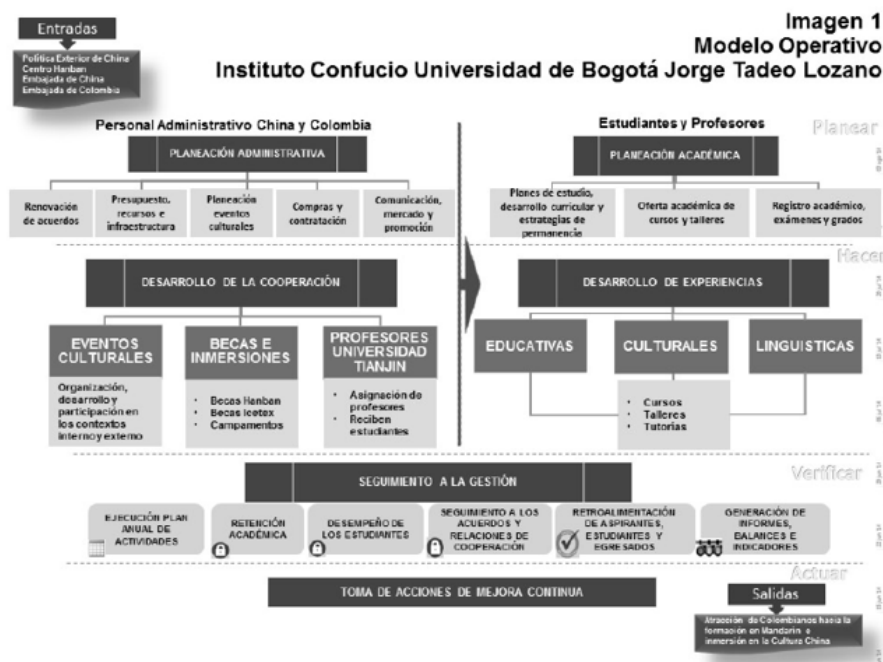 Entradas
Política Exterior de China
Centro Hanban
Embajada de China
Embajada de Colombia
Imagen 1
Modelo Operativo
Instituto Confucio Universidad de Bogotá Jorge Tadeo Lozano
Personal Administrativo China y Colombia
Estudiantes y Profesores
Planear
PLANEACIÓN ADMINISTRATIVA
PLANEACIÓN ACADÉMICA
Renovación
de acuerdos
Presupuesto,
recursos e
infraestructura
Planeación
eventos
culturales
Compras y
contratación
Comunicación,
mercado y
promoción
Planes de estudio,
desarrollo curricular y
estrategias de
permanencia
Oferta académica de
cursos y talleres
Registro académico,
exámenes y grados
Hacer
DESARROLLO DE LA COOPERACIÓN
DESARROLLO DE EXPERIENCIAS
EVENTOS
CULTURALES
Organización,
desarrollo y
participación en
los contextos
interno y externo
BECAS E
INMERSIONES
• Becas Hanban
• Becas Icetex
• Campamentos
PROFESORES
UNIVERSIDAD
TIANJIN
• Asignación de
profesores
• Reciben
estudiantes
EDUCATIVAS
CULTURALES
LINGUISTICAS
• Cursos
• Talleres
• Tutorías
Verificar
SEGUIMIENTO A LA GESTIÓN
EJECUCIÓN PLAN
ANUAL DE
ACTIVIDADES
RETENCIÓN
ACADÉMICA
DESEMPEÑO DE
LOS ESTUDIANTES
SEGUIMIENTO A LOS
ACUERDOS Y
RELACIONES DE
COOPERACIÓN
RETROALIMENTACIÓN
DE ASPIRANTES,
ESTUDIANTES Y
EGRESADOS
GENERACIÓN DE
INFORMES,
BALANCES E
INDICADORES
Actuar
TOMA DE ACCIONES DE MEJORA CONTINUA
Salidas
Atracción de Colombianos hacia la
formación en Mandarín e
inmersión en la Cultura China